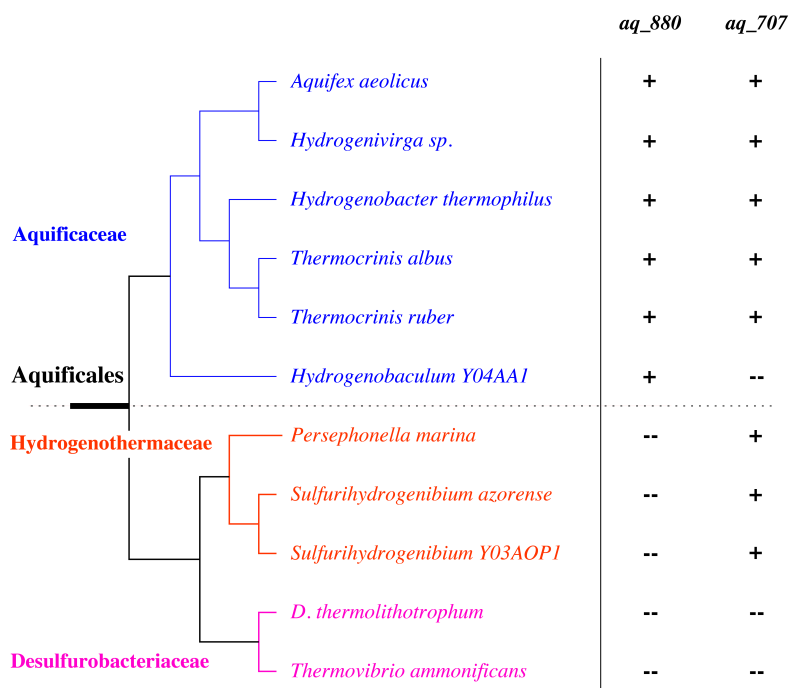 aq_880 aq_707
Aquifex aeolicus + +
Hydrogenivirga sp. + +
Hydrogenobacter thermophilus + +
Aquificaceae
Thermocrinis albus + +
Thermocrinis ruber + +
Aquificales Hydrogenobaculum Y04AA1 + --
Hydrogenothermaceae Persephonella marina -- +
Sulfurihydrogenibium azorense -- +
Sulfurihydrogenibium Y03AOP1 -- +
D. thermolithotrophum -- --
Desulfurobacteriaceae Thermovibrio ammonificans -- --